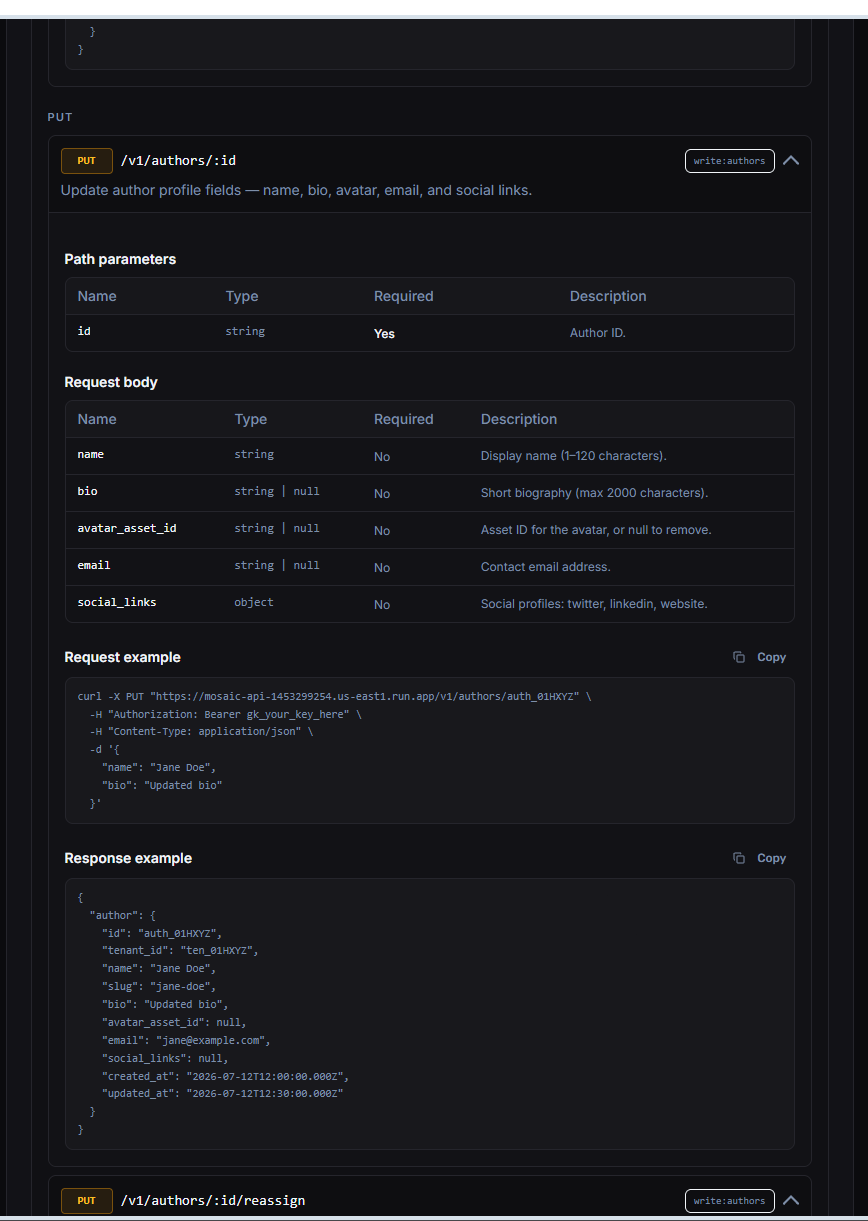 }
}
PUT
PUT /v1/authors/:id write:authors
Update author profile fields — name, bio, avatar, email, and social links.
Path parameters
Name Type Required Description
id string Yes Author ID.
Request body
Name Type Required Description
name string No Display name (1–120 characters).
bio string | null No Short biography (max 2000 characters).
avatar_asset_id string | null No Asset ID for the avatar, or null to remove.
email string | null No Contact email address.
social_links object No Social profiles: twitter, linkedin, website.
Request example Copy
curl -X PUT "https://mosaic-api-1453299254.us-east1.run.app/v1/authors/auth_01HXYZ" \
-H "Authorization: Bearer gk_your_key_here" \
-H "Content-Type: application/json" \
-d '{
"name": "Jane Doe",
"bio": "Updated bio"
}'
Response example Copy
{
"author": {
"id": "auth_01HXYZ",
"tenant_id": "ten_01HXYZ",
"name": "Jane Doe",
"slug": "jane-doe",
"bio": "Updated bio",
"avatar_asset_id": null,
"email": "jane@example.com",
"social_links": null,
"created_at": "2026-07-12T12:00:00.000Z",
"updated_at": "2026-07-12T12:30:00.000Z"
}
}
PUT /v1/authors/:id/reassign write:authors